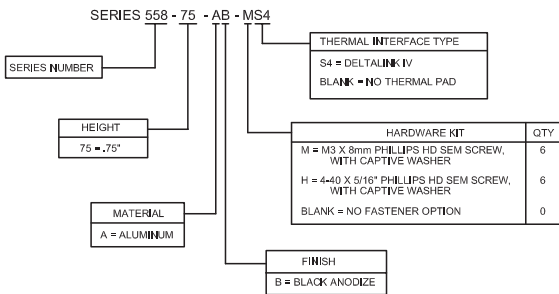 SERIES 558 - 75 - AB - MS4
THERMAL INTERFACE TYPE
S4 = DELTALINK IV
BLANK = NO THERMAL PAD
SERIES NUMBER
HEIGHT
75 = .75"
HARDWARE KIT QTY
M = M3 X 8mm PHILLIPS HD SEM SCREW, 6
WITH CAPTIVE WASHER
H = 4-40 X 5/16" PHILLIPS HD SEM SCREW, 6
WITH CAPTIVE WASHER
BLANK = NO FASTENER OPTION 0
MATERIAL
A = ALUMINUM
FINISH
B = BLACK ANODIZE